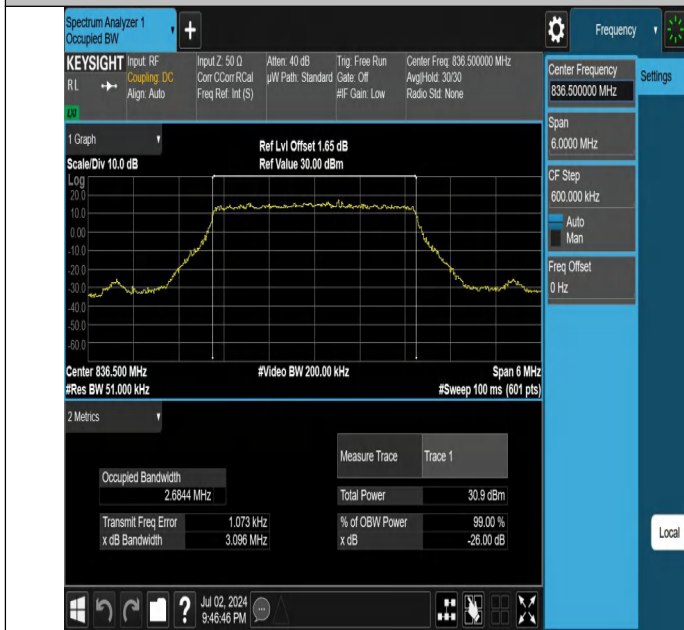 Spectrum Analyzer 1
Occupied BW
+
Frequency
KEYSIGHT
RL
Input: RF
Coupling: DC
Align: Auto
Input Z: 50 Ω
Corr CCorr RCal
Freq Ref: Int (S)
Atten: 40 dB
µW Path: Standard
Trig: Free Run
Gate: Off
#IF Gain: Low
Center Freq: 836.500000 MHz
Avg|Hold: 30/30
Radio Std: None
Center Frequency
836.500000 MHz
Settings
Span
6.0000 MHz
CF Step
600.000 kHz
Auto
Man
Freq Offset
0 Hz
1 Graph
Scale/Div 10.0 dB
Ref Lvl Offset 1.65 dB
Ref Value 30.00 dBm
Log
20.0
10.0
0.00
-10.0
-20.0
-30.0
-40.0
-50.0
-60.0
Center 836.500 MHz
#Video BW 200.00 kHz
Span 6 MHz
#Res BW 51.000 kHz
#Sweep 100 ms (601 pts)
2 Metrics
Measure Trace
Trace 1
Occupied Bandwidth
2.6844 MHz
Total Power
30.9 dBm
Transmit Freq Error
1.073 kHz
% of OBW Power
99.00 %
x dB Bandwidth
3.096 MHz
x dB
-26.00 dB
Local
?
Jul 02, 2024
9:46:46 PM